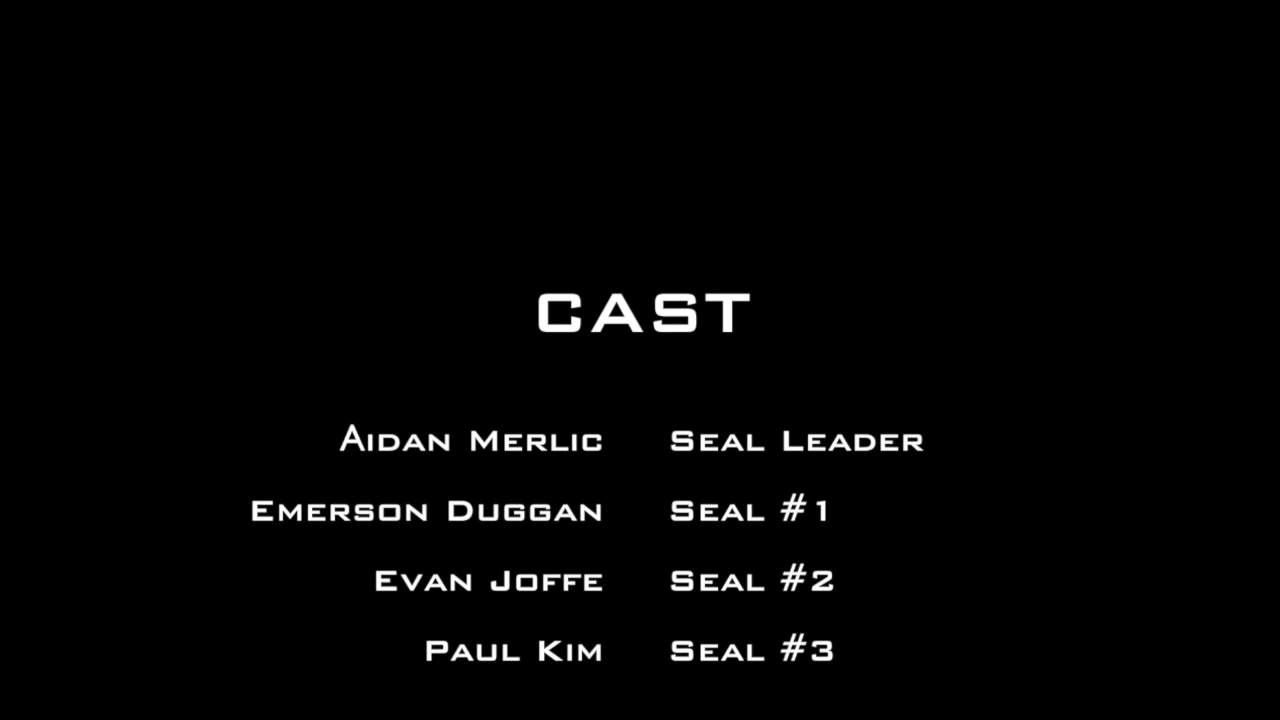 CAST
Aidan Merlic Seal Leader
Emerson Duggan Seal #1
Evan Joffe Seal #2
Paul Kim Seal #3